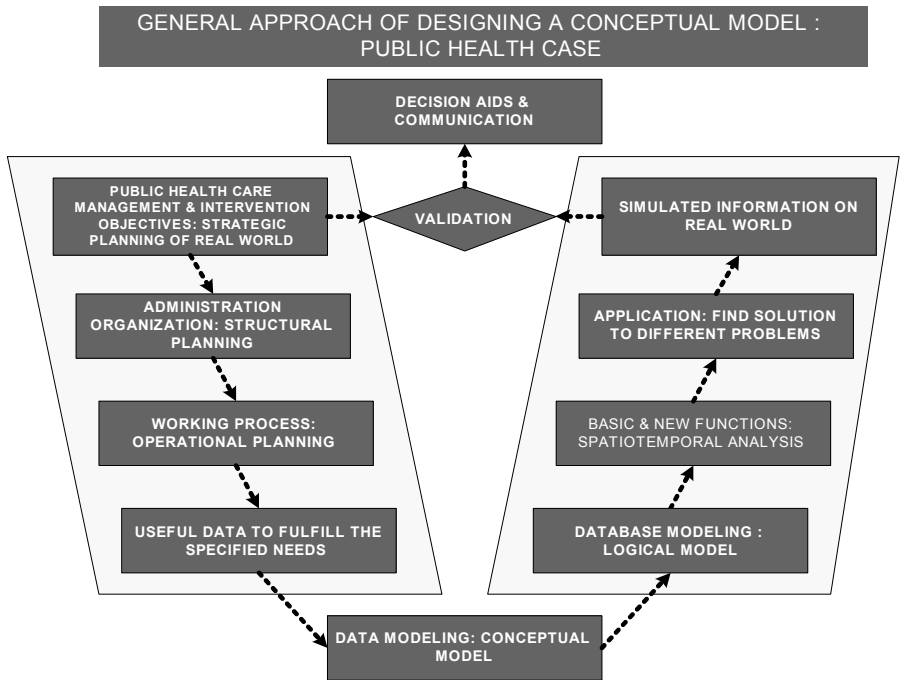 GENERAL APPROACH OF DESIGNING A CONCEPTUAL MODEL :
PUBLIC HEALTH CASE
DECISION AIDS &
COMMUNICATION
PUBLIC HEALTH CARE
MANAGEMENT & INTERVENTION
OBJECTIVES: STRATEGIC
PLANNING OF REAL WORLD
VALIDATION
SIMULATED INFORMATION ON
REAL WORLD
ADMINISTRATION
ORGANIZATION: STRUCTURAL
PLANNING
APPLICATION: FIND SOLUTION
TO DIFFERENT PROBLEMS
WORKING PROCESS:
OPERATIONAL PLANNING
BASIC & NEW FUNCTIONS:
SPATIOTEMPORAL ANALYSIS
USEFUL DATA TO FULFILL THE
SPECIFIED NEEDS
DATABASE MODELING :
LOGICAL MODEL
DATA MODELING: CONCEPTUAL
MODEL